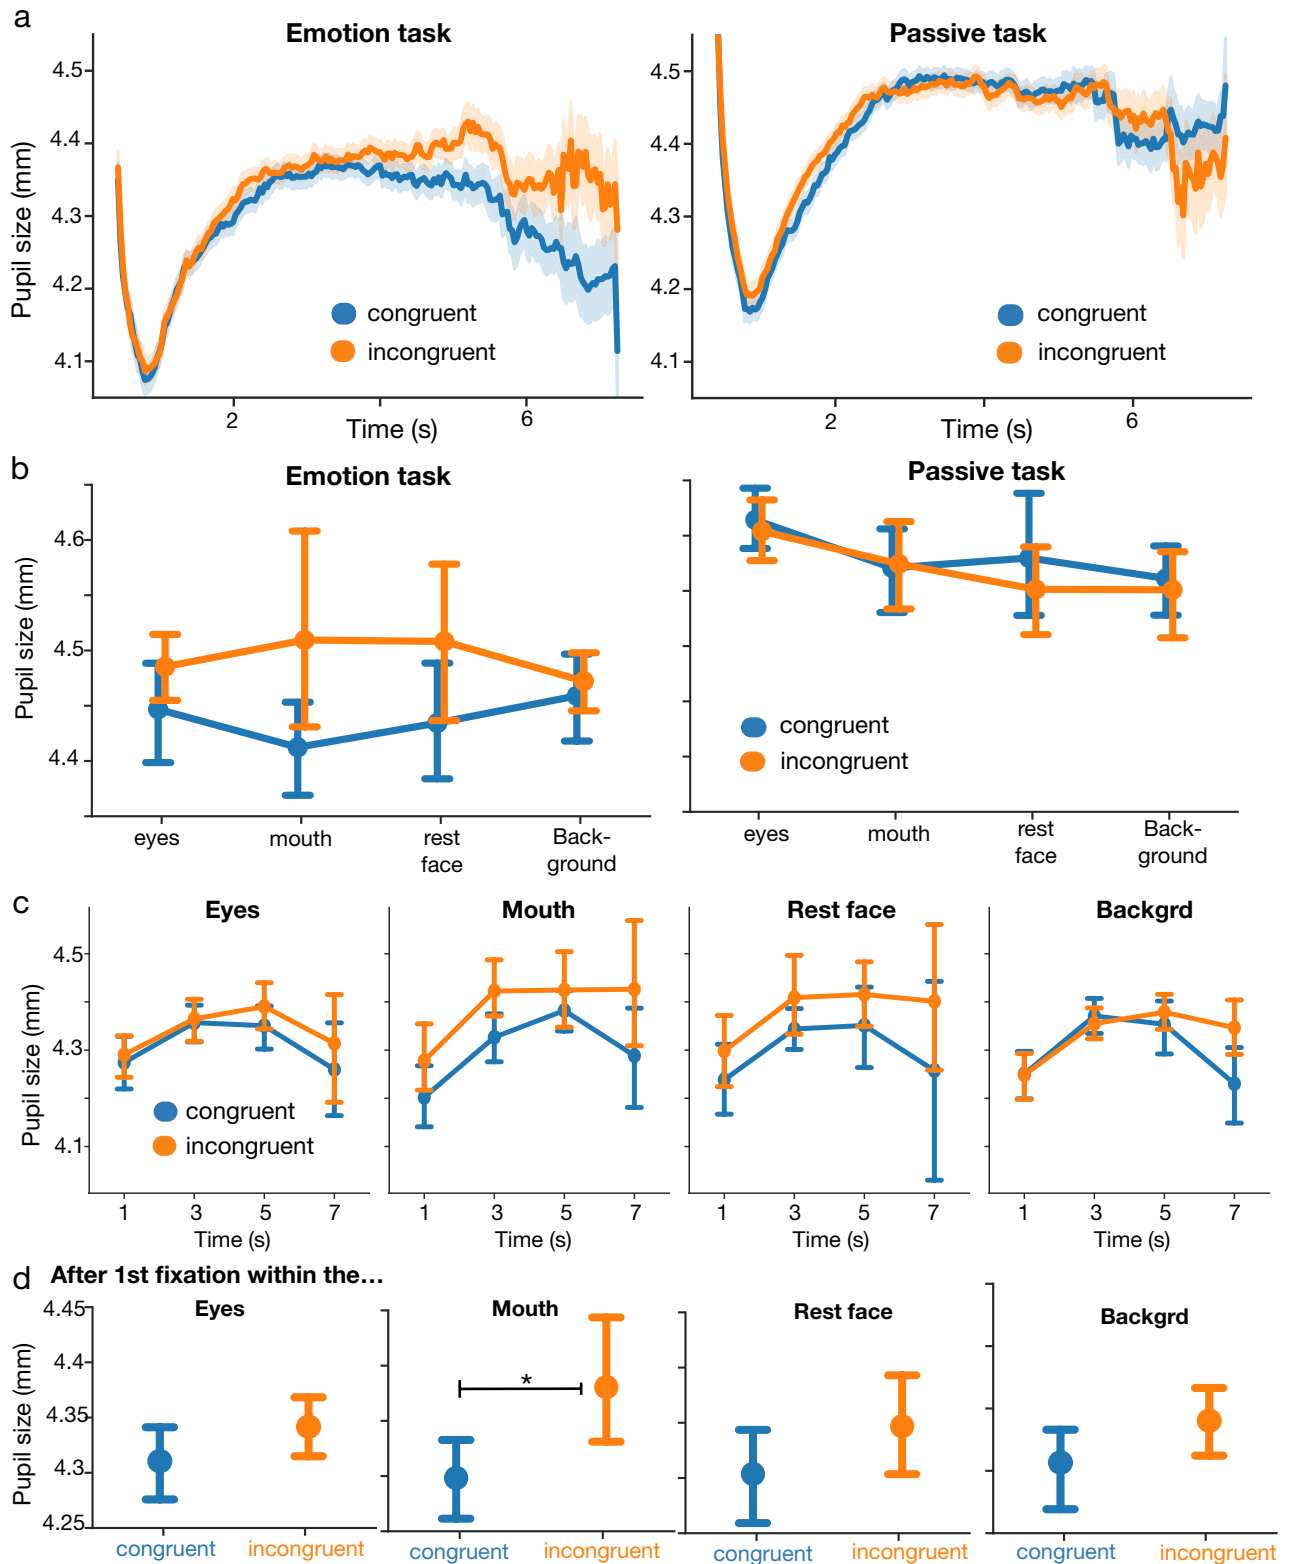 a
Emotion task
Passive task
Pupil size (mm)
4.5
4.4
4.3
4.2
4.1
congruent
incongruent
2
6
Time (s)
Pupil size (mm)
4.5
4.4
4.3
4.2
4.1
congruent
incongruent
2
6
Time (s)
b
Emotion task
Passive task
Pupil size (mm)
4.6
4.5
4.4
eyes
mouth
rest
face
Back-
ground
congruent
incongruent
eyes
mouth
rest
face
Back-
ground
c
Eyes
Mouth
Rest face
Backgrd
Pupil size (mm)
4.5
4.3
4.1
congruent
incongruent
1 3 5 7
Time (s)
1 3 5 7
Time (s)
1 3 5 7
Time (s)
1 3 5 7
Time (s)
d After 1st fixation within the...
Eyes
Mouth
Rest face
Backgrd
Pupil size (mm)
4.45
4.4
4.35
4.3
4.25
*
congruent incongruent
congruent incongruent
congruent incongruent
congruent incongruent